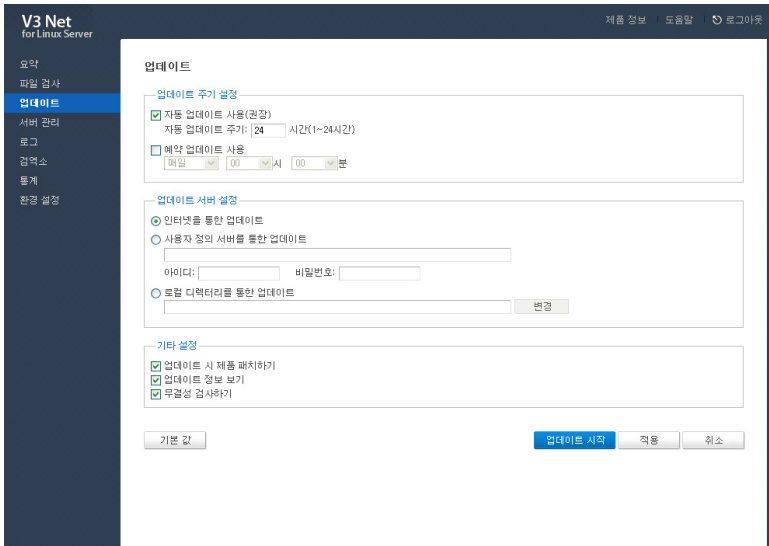 V3 Net
for Linux Server
제품 정보 도움말 로그아웃
요약
파일 검사
업데이트
서버 관리
로그
검역소
통계
환경 설정
업데이트
업데이트 주기 설정
자동 업데이트 사용(권장)
자동 업데이트 주기: 24 시간(1~24시간)
예약 업데이트 사용
매일 00 시 00 분
업데이트 서버 설정
인터넷을 통한 업데이트
사용자 정의 서버를 통한 업데이트
아이디: 비밀번호:
로컬 디렉터리를 통한 업데이트
변경
기타 설정
업데이트 시 제품 패치하기
업데이트 정보 보기
무결성 검사하기
기본 값 업데이트 시작 적용 취소